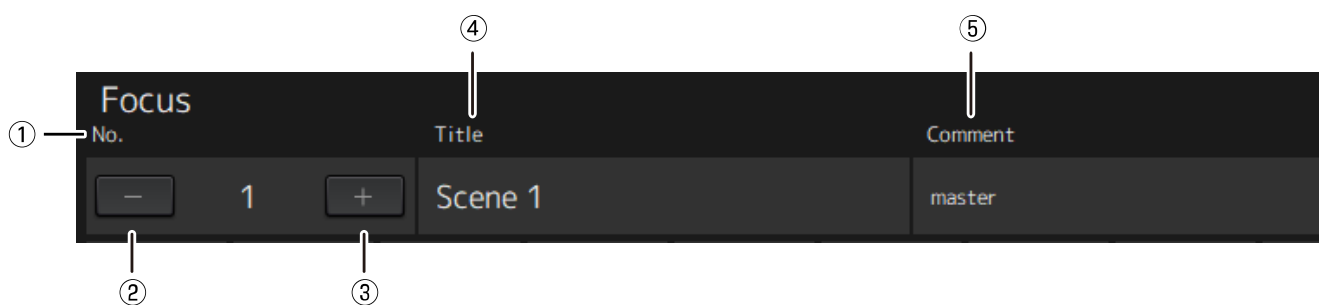 ④ ⑤
Focus
① No. Title Comment
− 1 + Scene 1 master
② ③